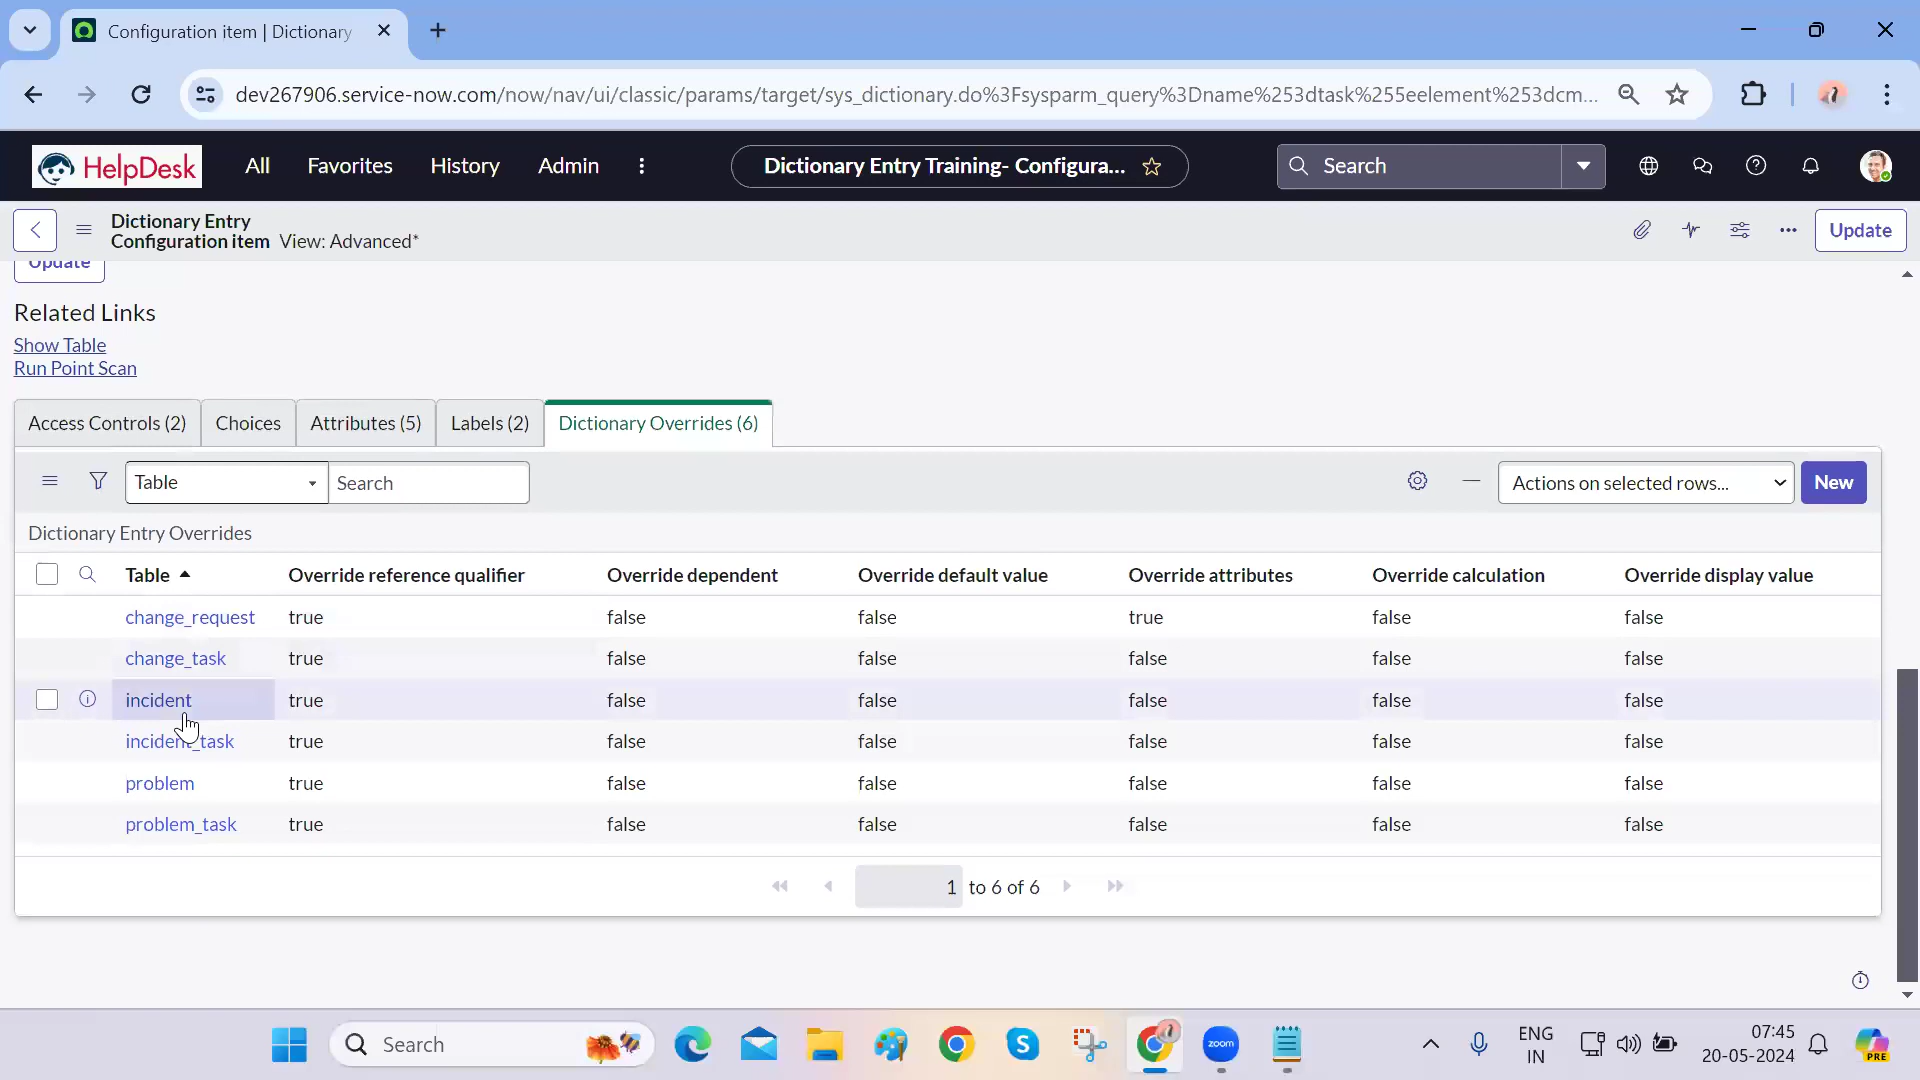 Configuration item | Dictionary
dev267906.service-now.com/now/nav/ui/classic/params/target/sys_dictionary.do%3Fsysparm_query%3Dname%253dtask%255eelement%253dcm...
HelpDesk All Favorites History Admin Dictionary Entry Training- Configura... Search
Dictionary Entry
Configuration item View: Advanced*
Update
Update
Related Links
Show Table
Run Point Scan
Access Controls (2) Choices Attributes (5) Labels (2) Dictionary Overrides (6)
Table Search Actions on selected rows... New
Dictionary Entry Overrides
Table Override reference qualifier Override dependent Override default value Override attributes Override calculation Override display value
change_request true false false true false false
change_task true false false false false false
incident true false false false false false
incident_task true false false false false false
problem true false false false false false
problem_task true false false false false false
1 to 6 of 6
Search zoom ENG IN 07:45 20-05-2024 PRE